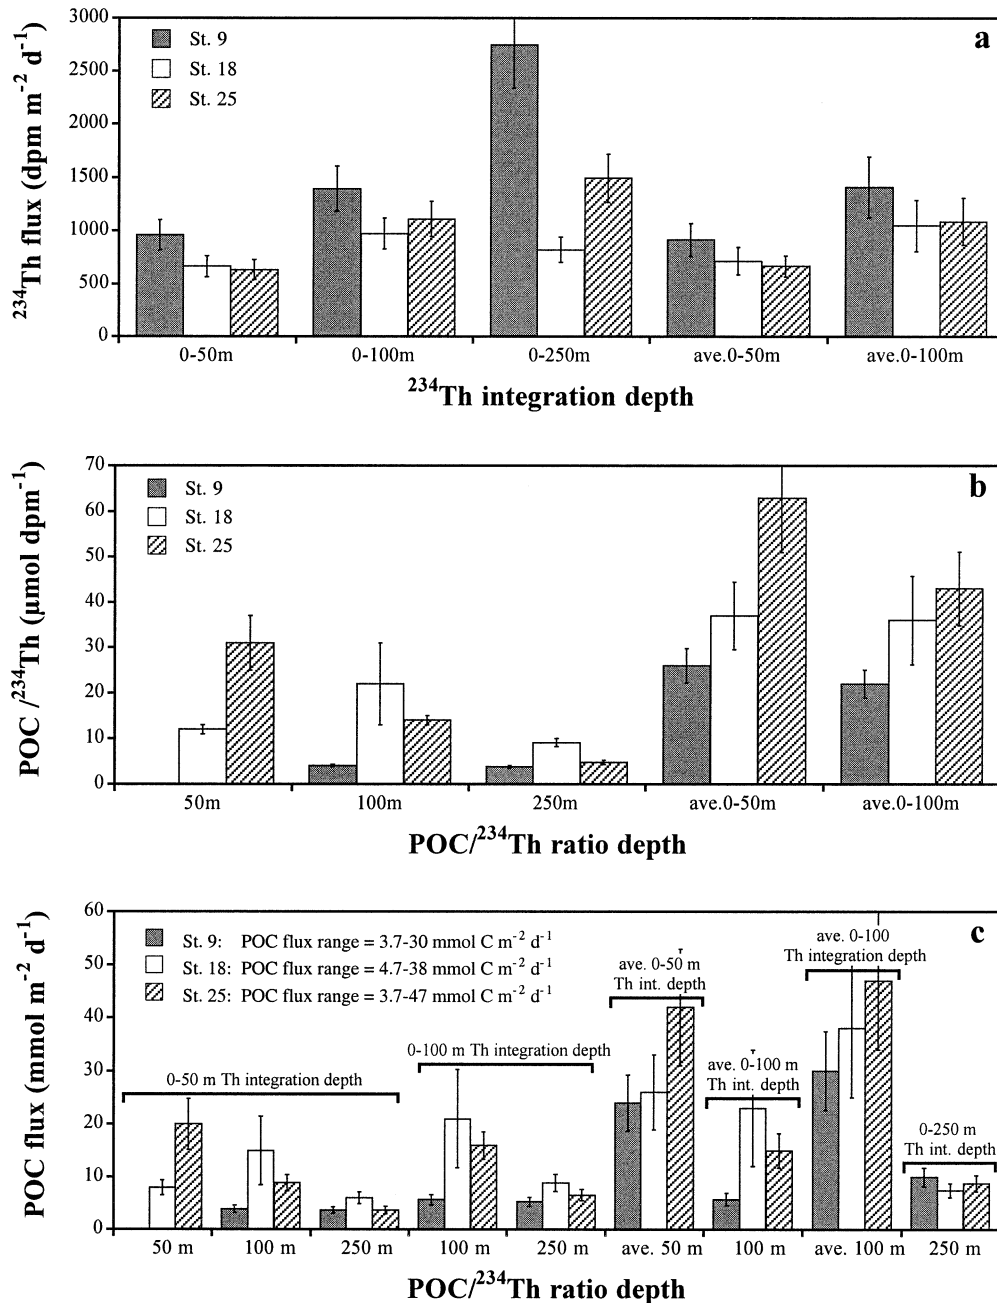 a
3000
2500
2000
1500
1000
500
0
²³⁴Th flux (dpm m⁻² d⁻¹)
St. 9
St. 18
St. 25
0-50m 0-100m 0-250m ave.0-50m ave.0-100m
²³⁴Th integration depth
b
70
60
50
40
30
20
10
0
POC /²³⁴Th (µmol dpm⁻¹)
St. 9
St. 18
St. 25
50m 100m 250m ave.0-50m ave.0-100m
POC/²³⁴Th ratio depth
c
60
50
40
30
20
10
0
POC flux (mmol m⁻² d⁻¹)
St. 9: POC flux range = 3.7-30 mmol C m⁻² d⁻¹
St. 18: POC flux range = 4.7-38 mmol C m⁻² d⁻¹
St. 25: POC flux range = 3.7-47 mmol C m⁻² d⁻¹
0-50 m Th integration depth
0-100 m Th integration depth
ave. 0-50 m
Th int. depth
ave. 0-100 m
Th int. depth
ave. 0-100
Th integration depth
0-250 m
Th int. depth
50 m 100 m 250 m 100 m 250 m ave. 50 m 100 m ave. 100 m 250 m
POC/²³⁴Th ratio depth